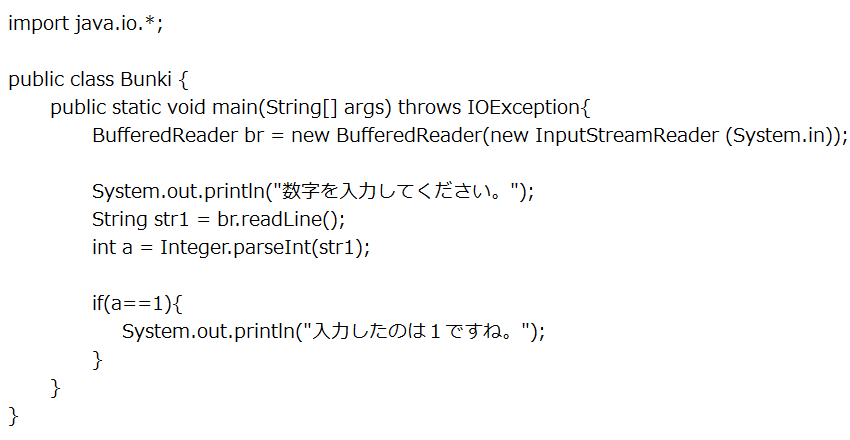 import java.io.*;
public class Bunki {
public static void main(String[] args) throws IOException{
BufferedReader br = new BufferedReader(new InputStreamReader (System.in));
System.out.println("数字を入力してください。");
String str1 = br.readLine();
int a = Integer.parseInt(str1);
if(a==1){
System.out.println("入力したのは１ですね。");
}
}
}